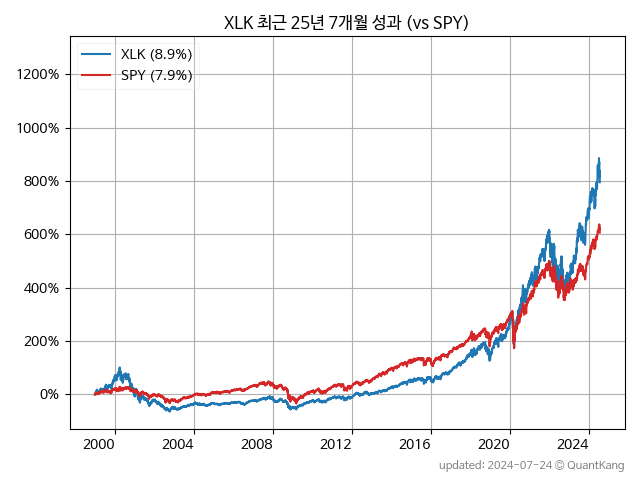 XLK 최근 25년 7개월 성과 (vs SPY)
XLK (8.9%)
SPY (7.9%)
1200%
1000%
800%
600%
400%
200%
0%
2000 2004 2008 2012 2016 2020 2024
updated: 2024-07-24 © QuantKang